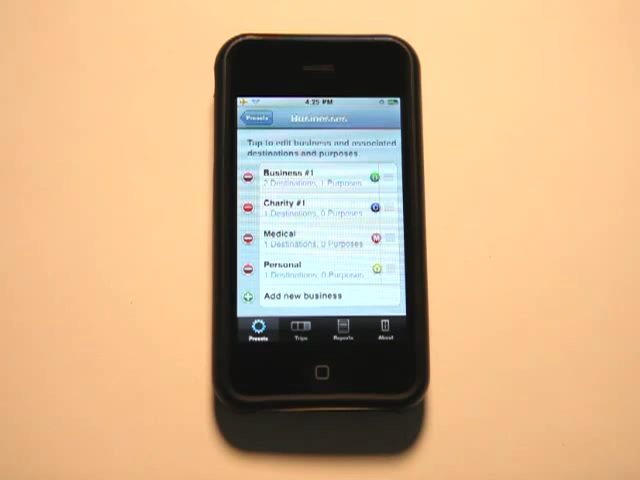 4:25 PM
Presets
Businesses
Tap to edit business and associated
destinations and purposes.
Business #1
2 Destinations, 1 Purposes
Charity #1
1 Destinations, 0 Purposes
Medical
1 Destinations, 0 Purposes
M
Personal
1 Destinations, 0 Purposes
Add new business
Presets
Trips
Reports
About